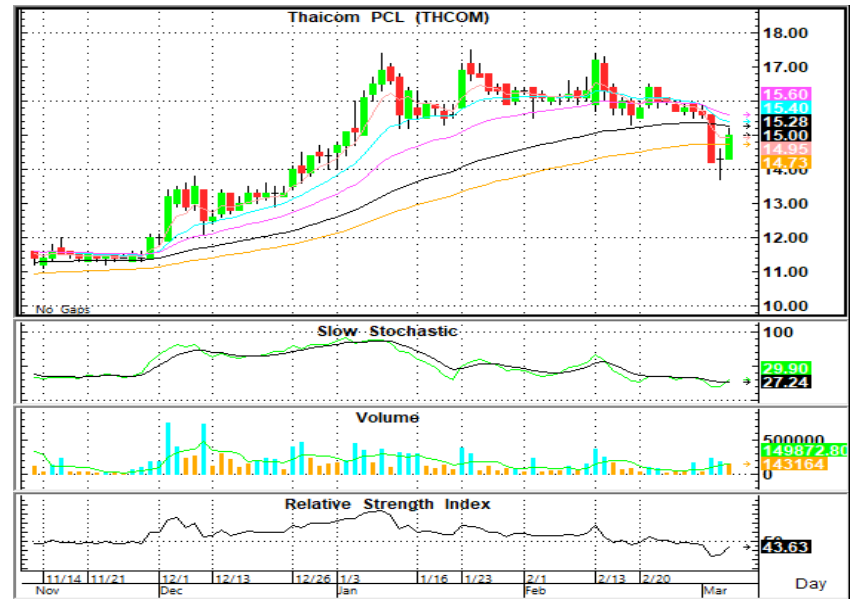 Thaicom PCL (THCOM)
18.00
17.00
15.60
15.40
15.28
15.00
14.95
14.73
14.00
13.00
12.00
11.00
10.00
No Gaps
Slow Stochastic
100
29.90
27.24
Volume
500000
149872.80
143164
0
Relative Strength Index
50
43.63
11/14 11/21 12/1 12/13 12/26 1/3 1/16 1/23 2/1 2/13 2/20
Nov Dec Jan Feb Mar
Day